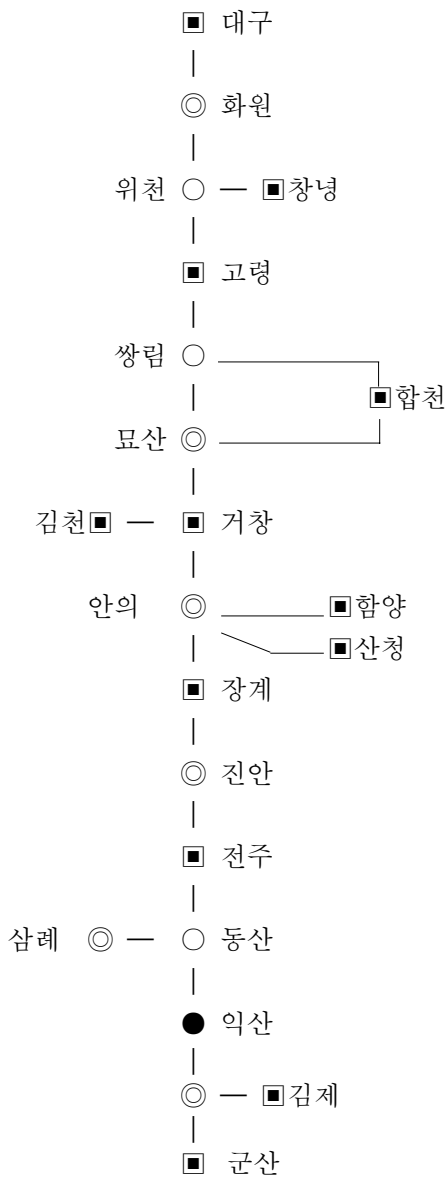 ▣ 대구
◎ 화원
위천 ○ ─ ▣창녕
▣ 고령
쌍림 ○
▣합천
묘산 ◎
김천▣ ─ ▣ 거창
안의 ◎ ▣함양
▣산청
▣ 장계
◎ 진안
▣ 전주
삼례 ◎ ─ ○ 동산
● 익산
◎ ─ ▣김제
▣ 군산